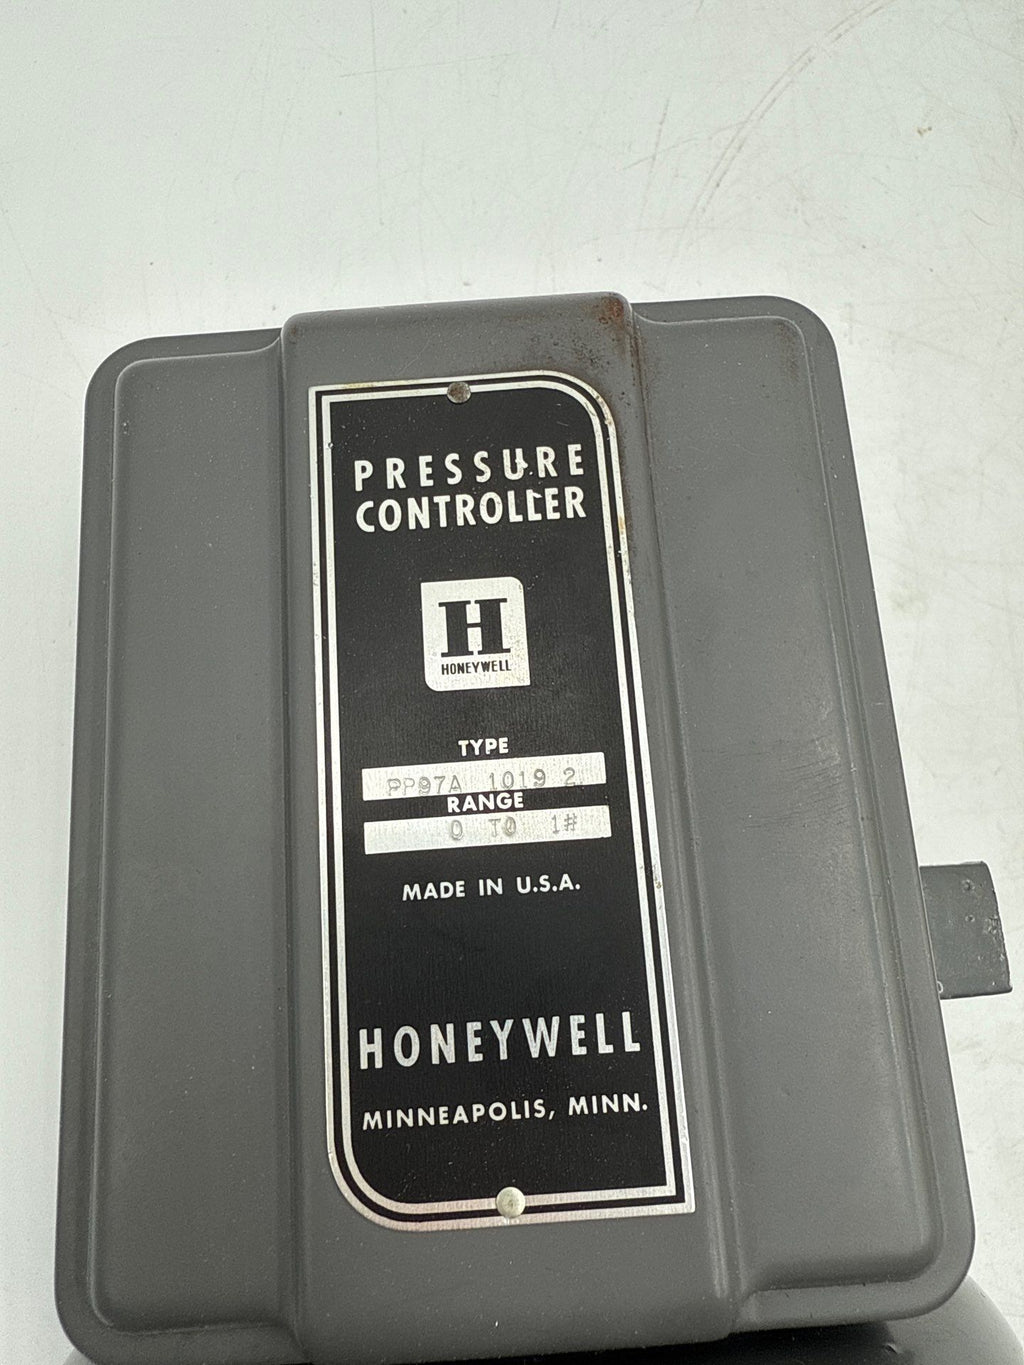 PRESSURE
CONTROLLER
H
HONEYWELL
TYPE
PP97A 1019 2
RANGE
0 TO 1#
MADE IN U.S.A.
HONEYWELL
MINNEAPOLIS, MINN.